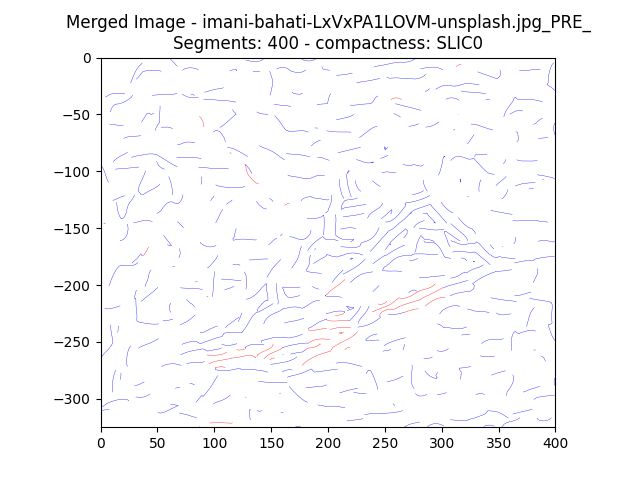 Merged Image - imani-bahati-LxVxPA1LOVM-unsplash.jpg_PRE_
Segments: 400 - compactness: SLIC0
0
−50
−100
−150
−200
−250
−300
0 50 100 150 200 250 300 350 400